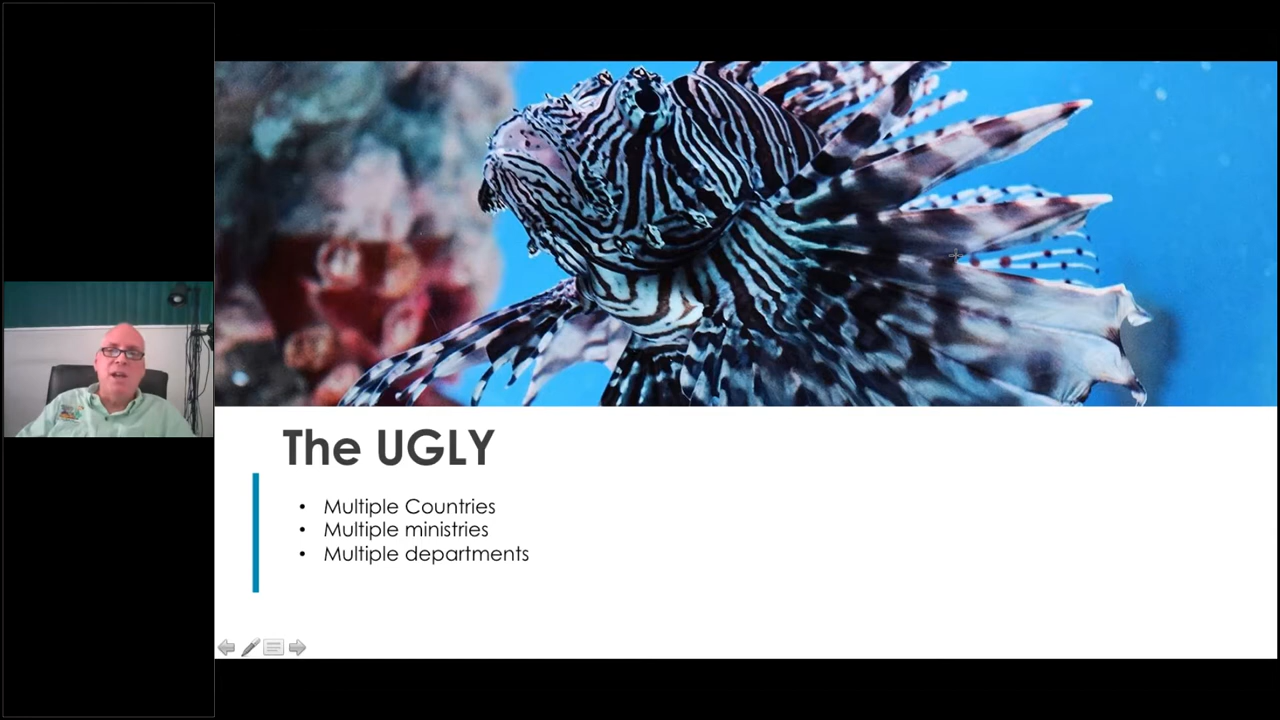 The UGLY
• Multiple Countries
• Multiple ministries
• Multiple departments